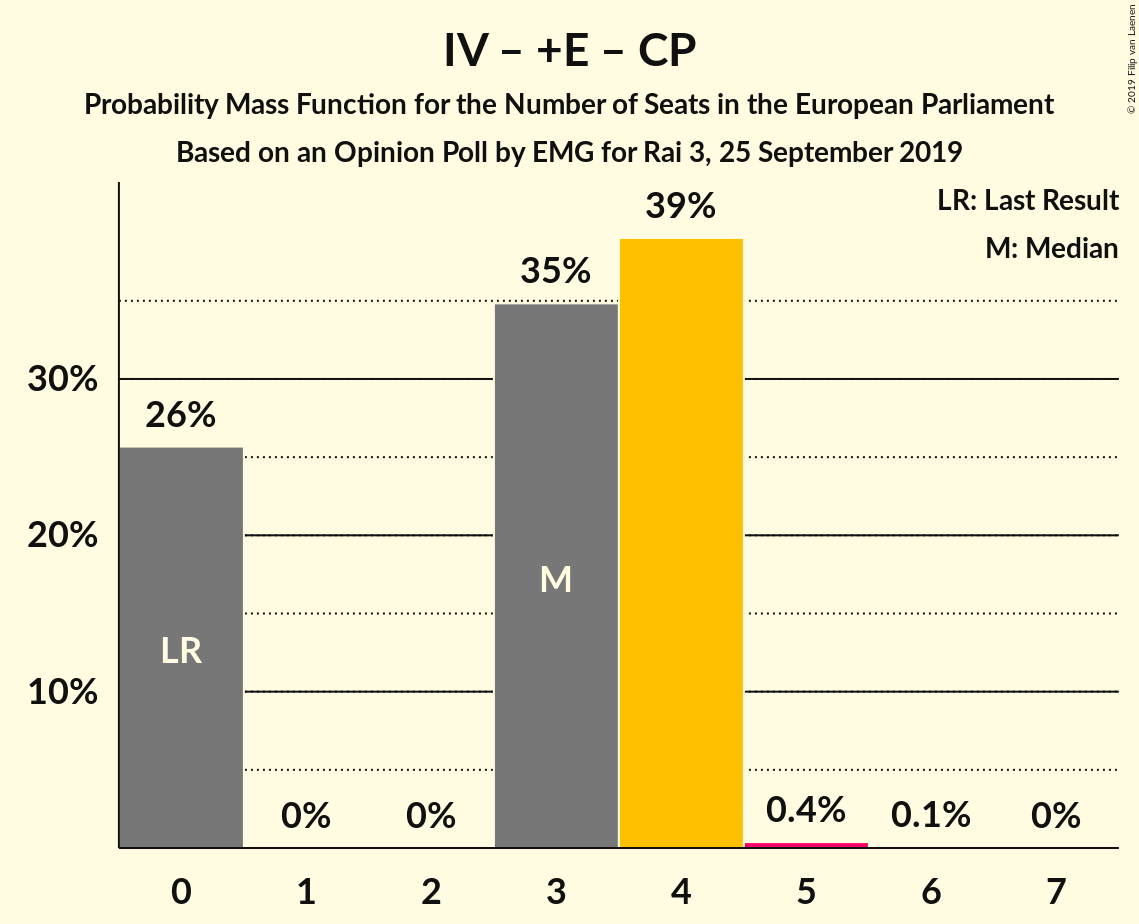 IV – +E – CP
Probability Mass Function for the Number of Seats in the European Parliament
Based on an Opinion Poll by EMG for Rai 3, 25 September 2019
© 2019 Filip van Laenen
LR: Last Result
M: Median
39%
35%
30%
26%
20%
M
LR
10%
0%
0%
0.4%
0.1%
0%
0
1
2
3
4
5
6
7